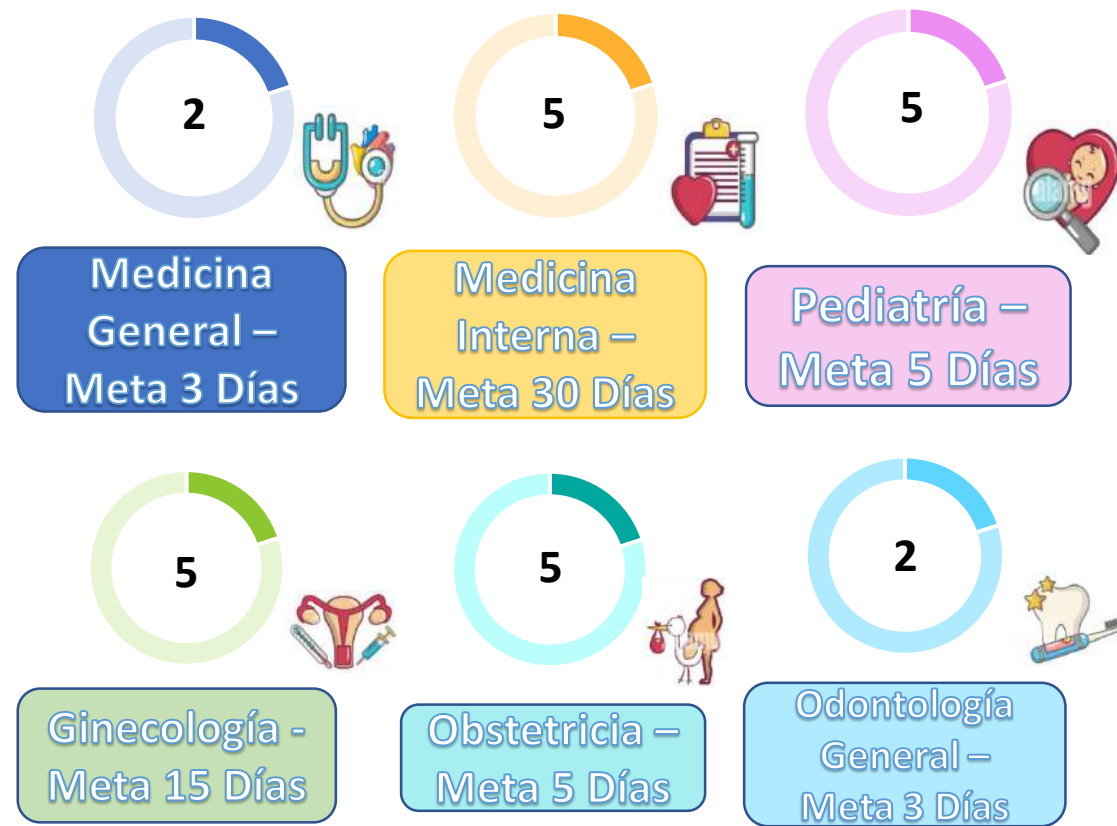 2
Medicina
General –
Meta 3 Días
5
Medicina
Interna –
Meta 30 Días
5
Pediatría –
Meta 5 Días
5
Ginecología -
Meta 15 Días
5
Obstetricia –
Meta 5 Días
2
Odontología
General –
Meta 3 Días